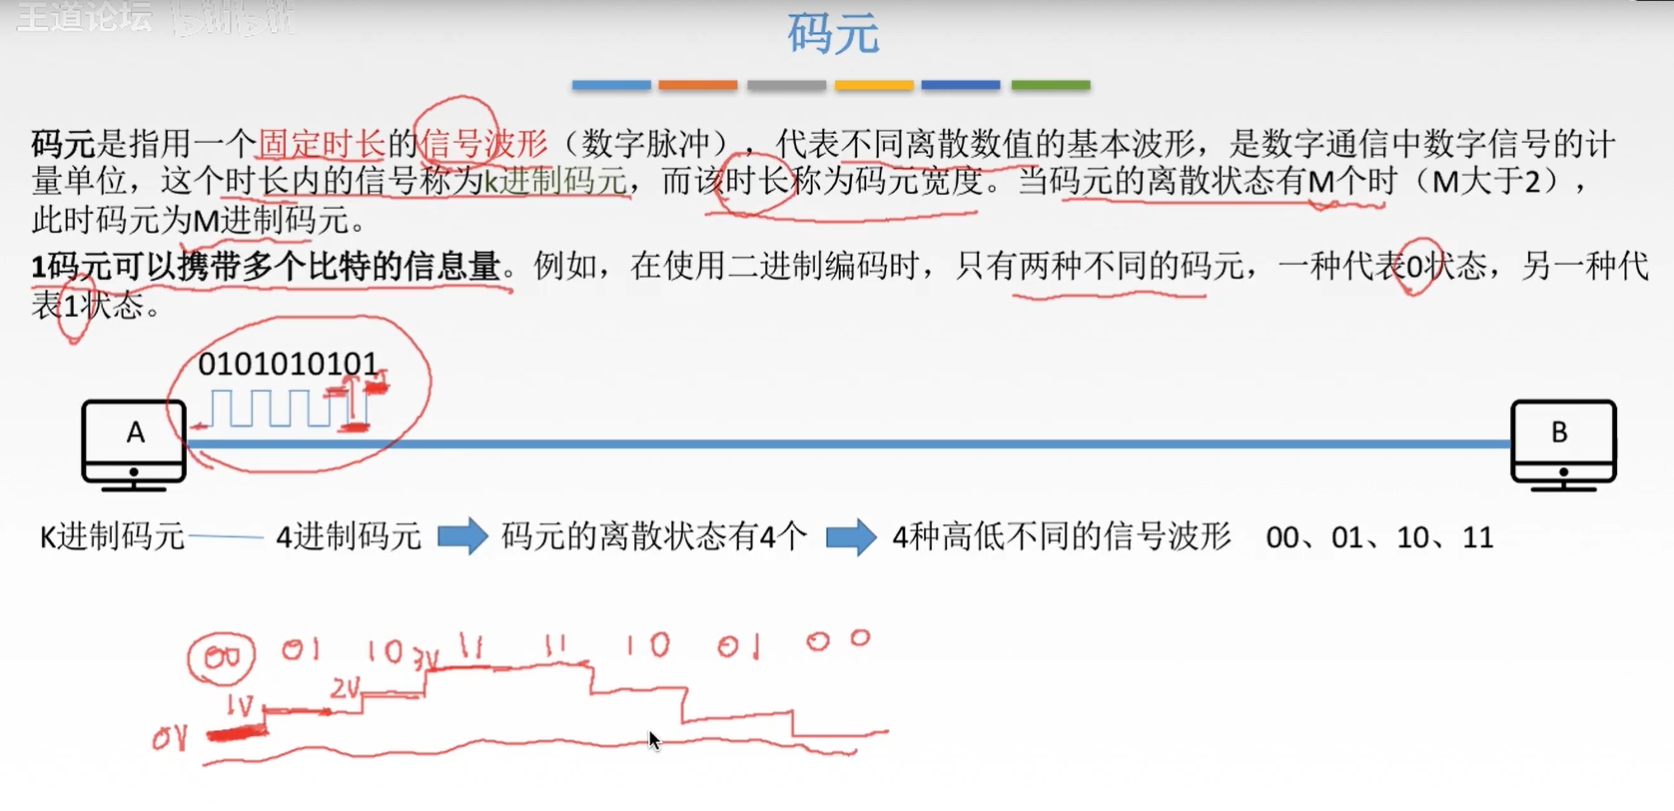 王道论坛 bilibili
码元
码元是指用一个固定时长的信号波形（数字脉冲），代表不同离散数值的基本波形，是数字通信中数字信号的计
量单位，这个时长内的信号称为k进制码元，而该时长称为码元宽度。当码元的离散状态有M个时（M大于2），
此时码元为M进制码元。
1码元可以携带多个比特的信息量。例如，在使用二进制编码时，只有两种不同的码元，一种代表0状态，另一种代
表1状态。
0101010101
A
B
K进制码元 4进制码元 码元的离散状态有4个 4种高低不同的信号波形 00、01、10、11
00 01 10 11 11 10 01 00
3V
2V
1V
0V